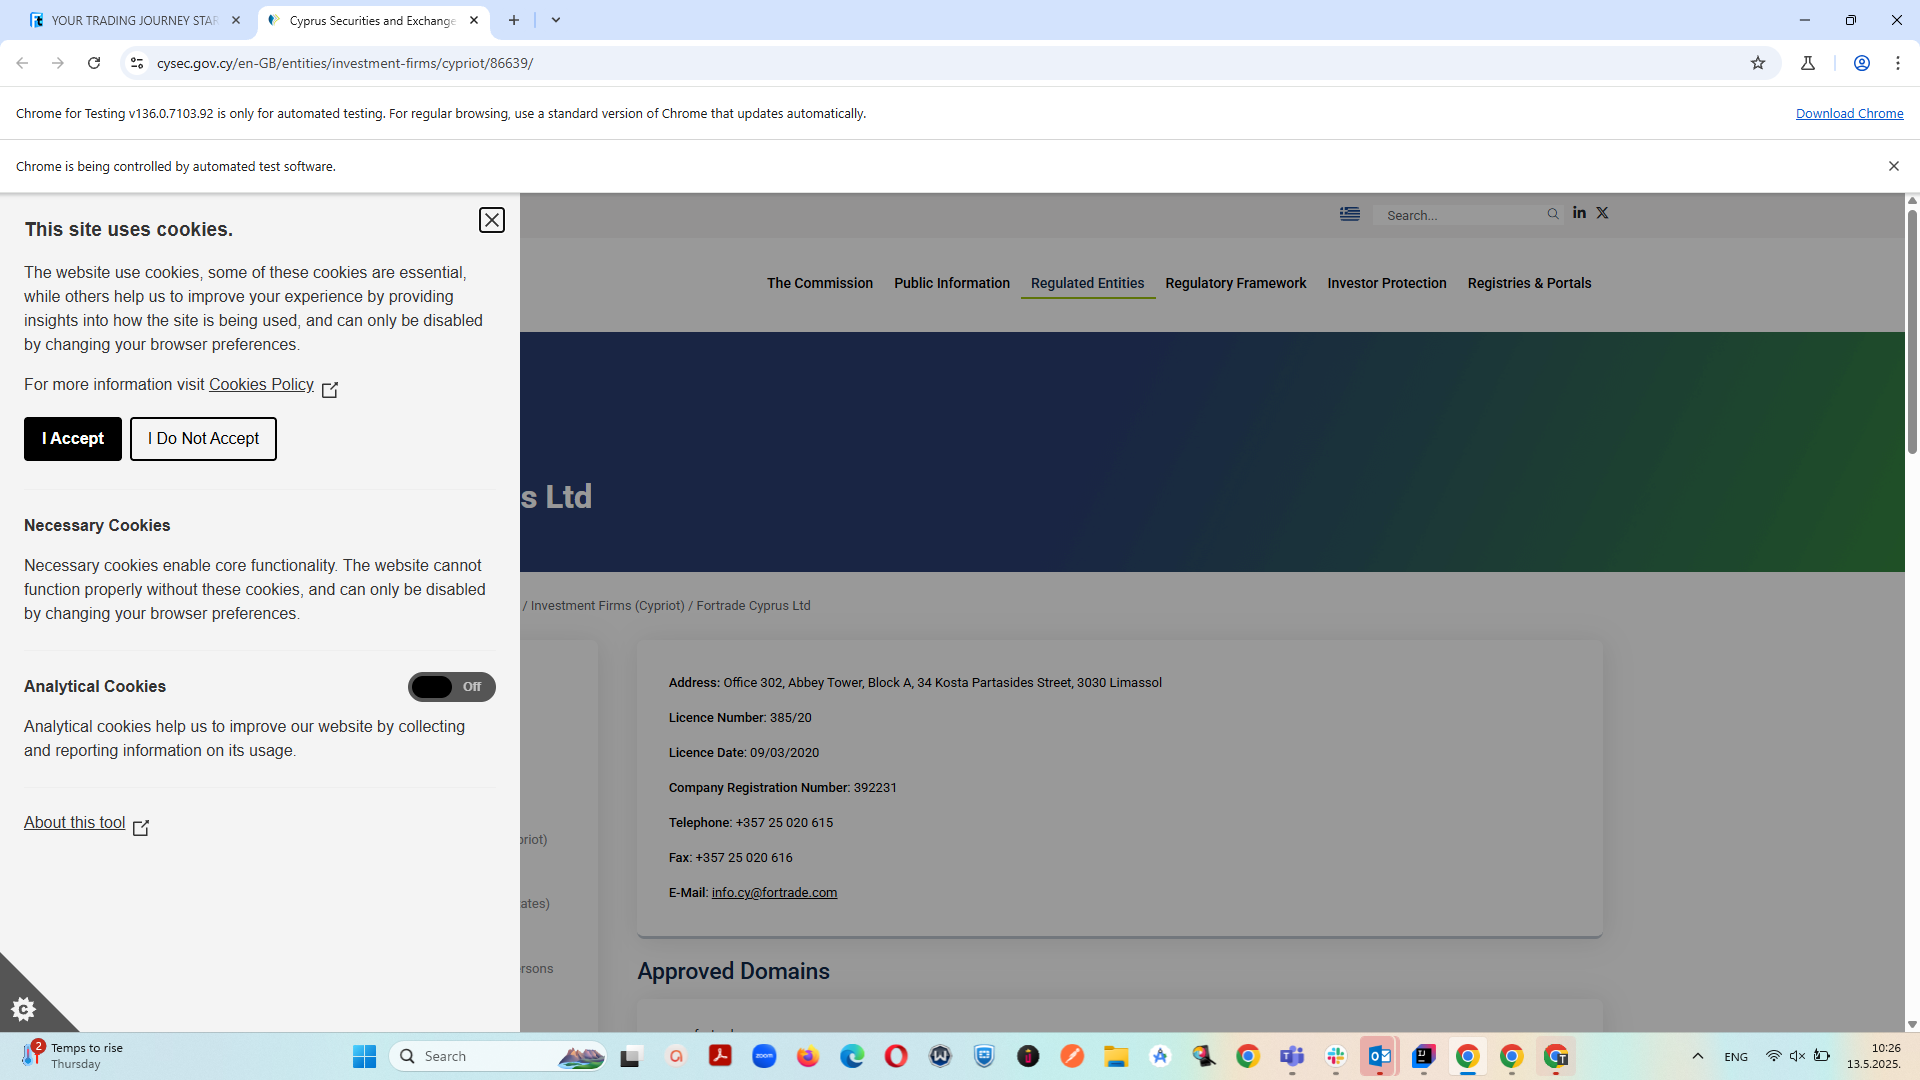 YOUR TRADING JOURNEY STAR
Cyprus Securities and Exchange
cysec.gov.cy/en-GB/entities/investment-firms/cypriot/86639/
Chrome for Testing v136.0.7103.92 is only for automated testing. For regular browsing, use a standard version of Chrome that updates automatically.
Download Chrome
Chrome is being controlled by automated test software.
This site uses cookies.
The website use cookies, some of these cookies are essential,
while others help us to improve your experience by providing
insights into how the site is being used, and can only be disabled
by changing your browser preferences.
For more information visit Cookies Policy
I Accept
I Do Not Accept
Necessary Cookies
Necessary cookies enable core functionality. The website cannot
function properly without these cookies, and can only be disabled
by changing your browser preferences.
Analytical Cookies
Off
Analytical cookies help us to improve our website by collecting
and reporting information on its usage.
About this tool
Search...
The Commission
Public Information
Regulated Entities
Regulatory Framework
Investor Protection
Registries & Portals
s Ltd
/ Investment Firms (Cypriot) / Fortrade Cyprus Ltd
priot)
ates)
ersons
Address: Office 302, Abbey Tower, Block A, 34 Kosta Partasides Street, 3030 Limassol
Licence Number: 385/20
Licence Date: 09/03/2020
Company Registration Number: 392231
Telephone: +357 25 020 615
Fax: +357 25 020 616
E-Mail: info.cy@fortrade.com
Approved Domains
2
Temps to rise
Thursday
Search
zoom
ENG
10:26
13.5.2025.